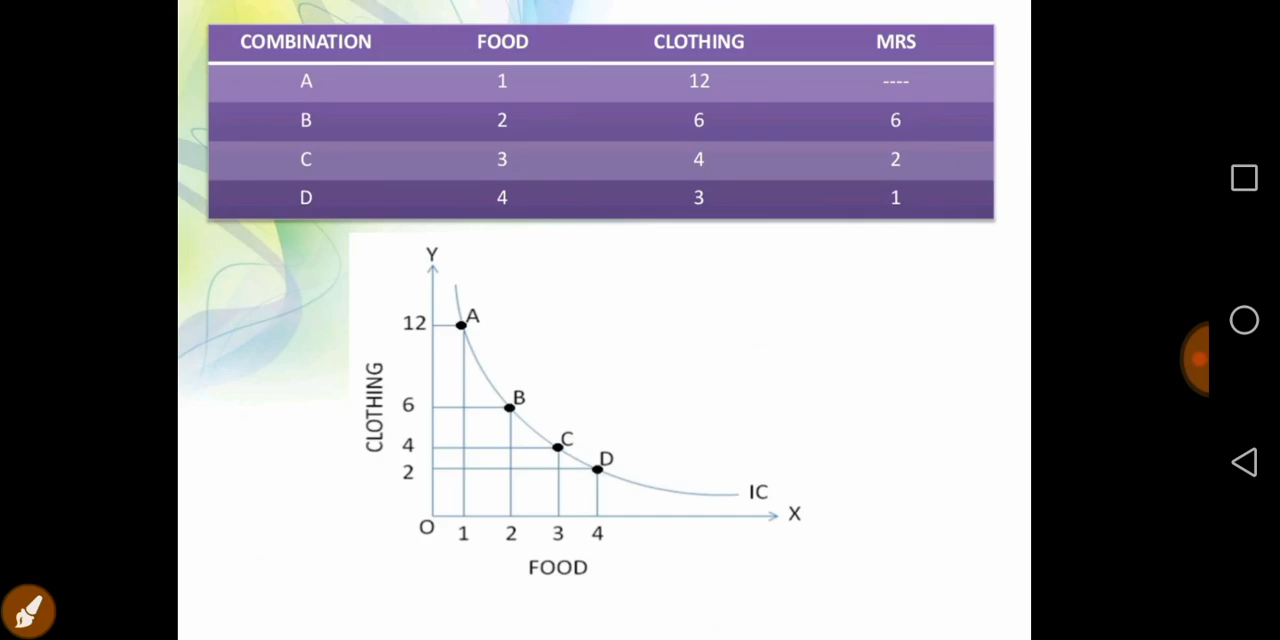 COMBINATION FOOD CLOTHING MRS
A 1 12 ----
B 2 6 6
C 3 4 2
D 4 3 1
Y
12 A
6 B
4 C
2 D
CLOTHING
IC
O 1 2 3 4 X
FOOD